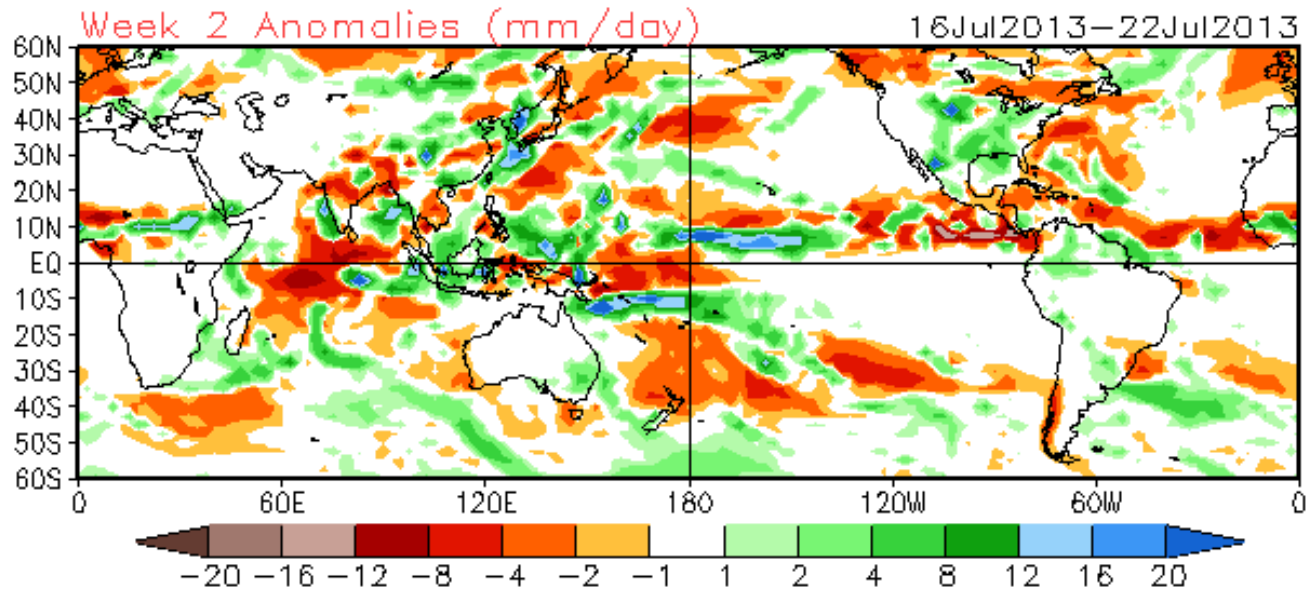 Week 2 Anomalies (mm/day) 16Jul2013-22Jul2013
60N
50N
40N
30N
20N
10N
EQ
10S
20S
30S
40S
50S
60S
0 60E 120E 180 120W 60W 0
-20 -16 -12 -8 -4 -2 -1 1 2 4 8 12 16 20